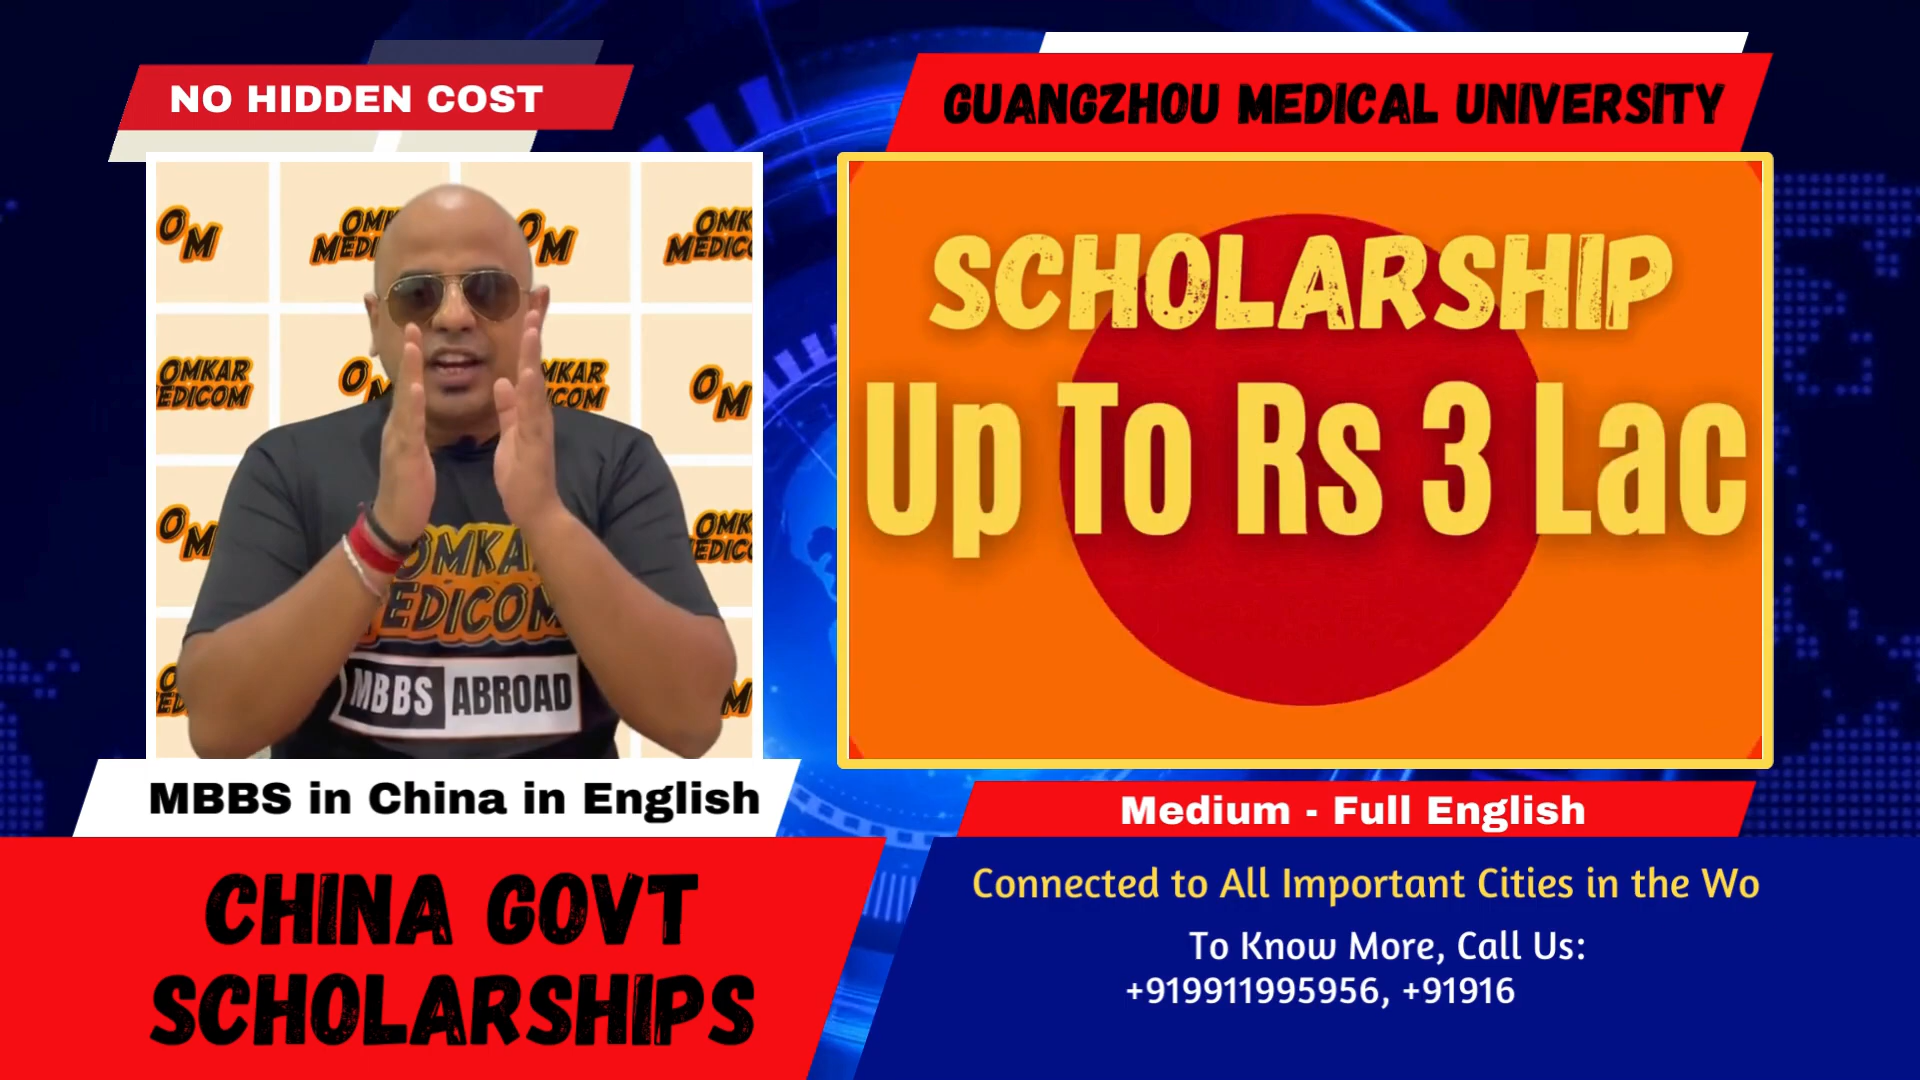 NO HIDDEN COST
GUANGZHOU MEDICAL UNIVERSITY
SCHOLARSHIP
Up To Rs 3 Lac
O M
OMKAR
MEDICOM
MBBS ABROAD
MBBS in China in English
Medium - Full English
CHINA GOVT
SCHOLARSHIPS
Connected to All Important Cities in the Wo
To Know More, Call Us:
+919911995956, +91916